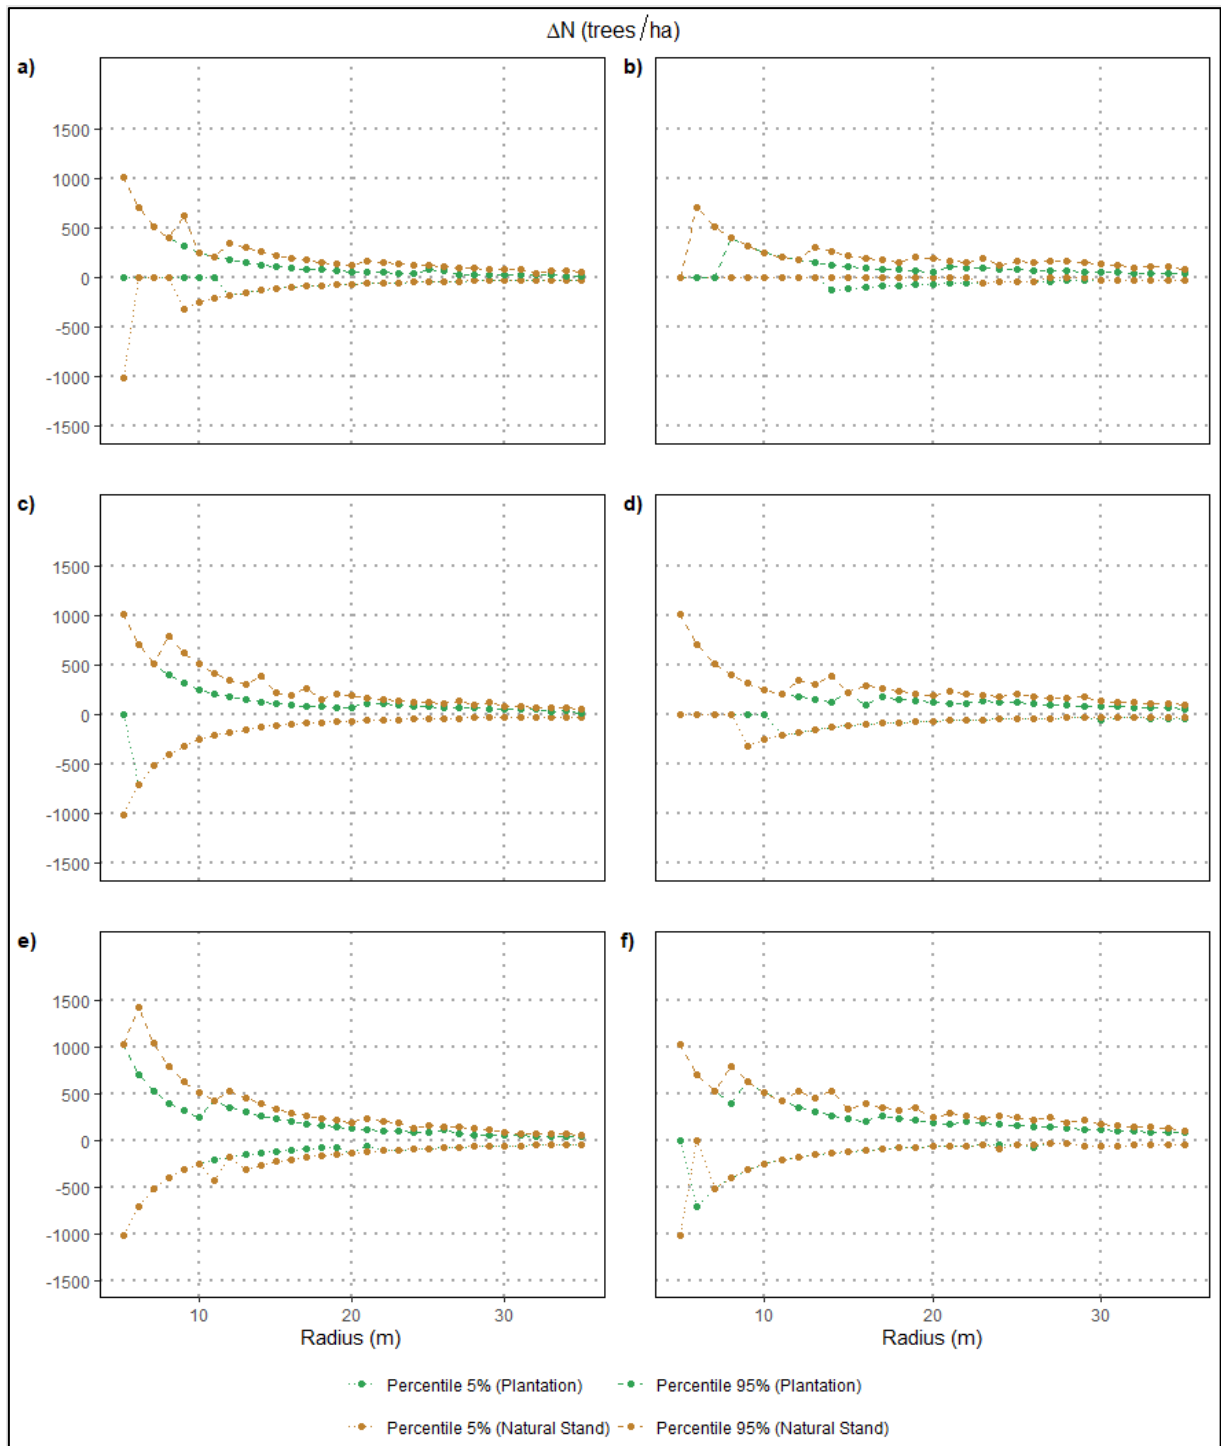 ΔN (trees/ha)
a)
b)
1500
1000
500
0
-500
-1000
-1500
c)
d)
1500
1000
500
0
-500
-1000
-1500
e)
f)
1500
1000
500
0
-500
-1000
-1500
10 20 30 10 20 30
Radius (m) Radius (m)
Percentile 5% (Plantation) Percentile 95% (Plantation)
Percentile 5% (Natural Stand) Percentile 95% (Natural Stand)